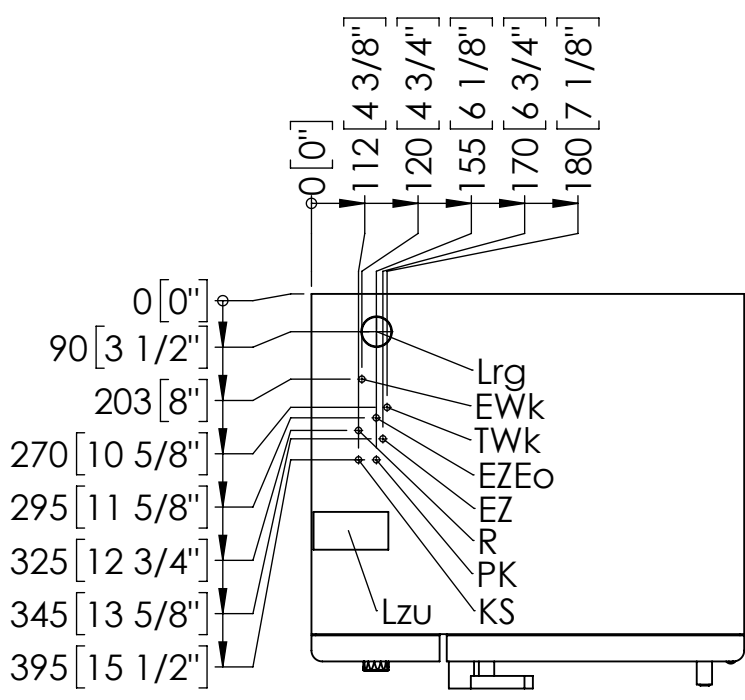 0 [0"]
112 [4 3/8"]
120 [4 3/4"]
155 [6 1/8"]
170 [6 3/4"]
180 [7 1/8"]
0 [0"]
90 [3 1/2"]
203 [8"]
270 [10 5/8"]
295 [11 5/8"]
325 [12 3/4"]
345 [13 5/8"]
395 [15 1/2"]
Lrg
EWk
TWk
EZEo
EZ
R
PK
KS
Lzu